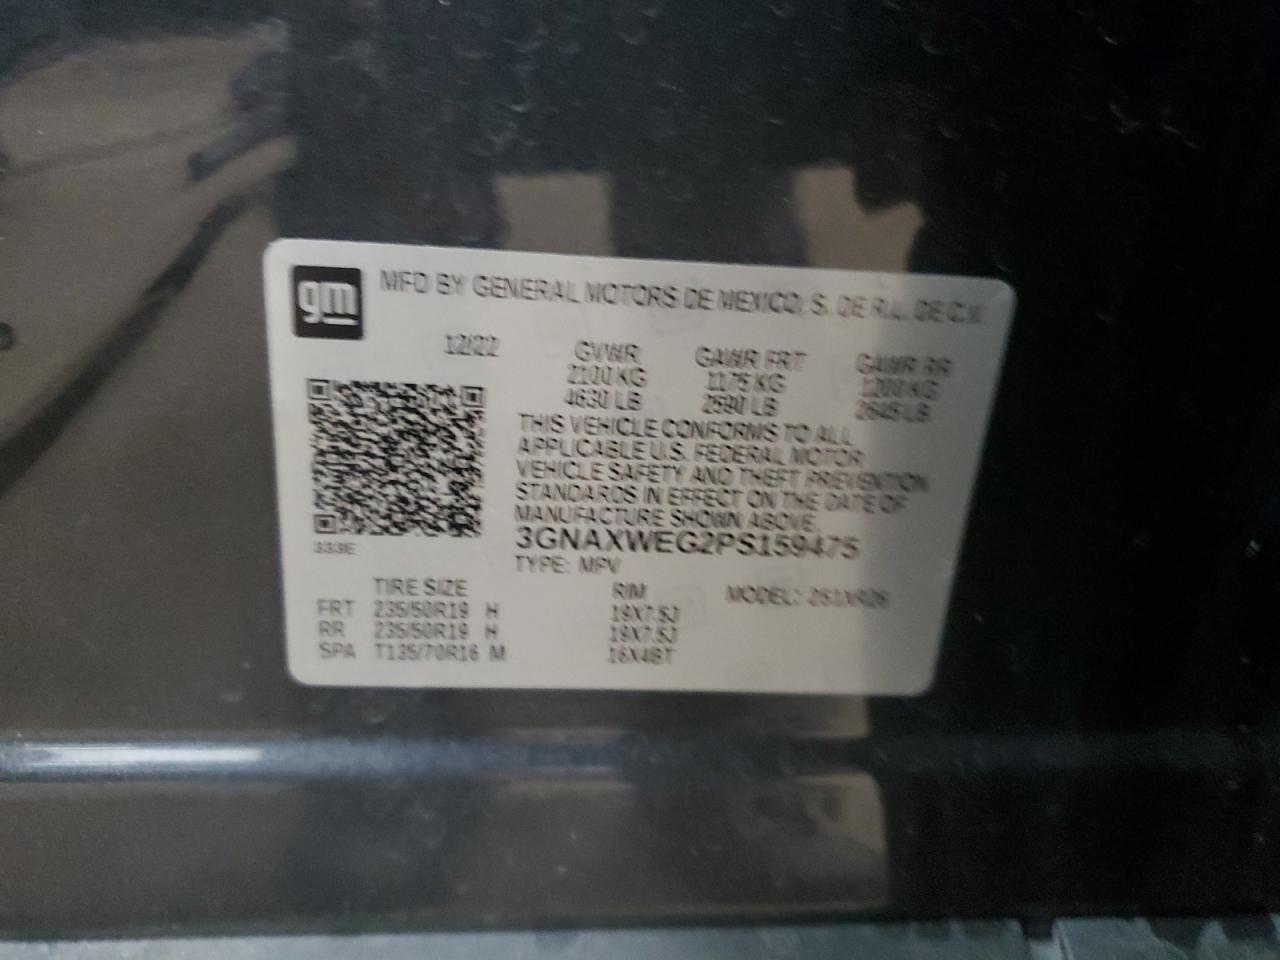 gm MFD BY GENERAL MOTORS DE MEXICO, S. DE R.L. DE C.V.
12/22 GVWR GAWR FRT GAWR RR
2100 KG 1175 KG 1200 KG
4630 LB 2590 LB 2645 LB
THIS VEHICLE CONFORMS TO ALL
APPLICABLE U.S. FEDERAL MOTOR
VEHICLE SAFETY AND THEFT PREVENTION
STANDARDS IN EFFECT ON THE DATE OF
MANUFACTURE SHOWN ABOVE.
333E 3GNAXWEG2PS159475
TYPE: MPV
TIRE SIZE RIM MODEL:
FRT 235/50R19 H 19X7.5J
RR 235/50R19 H 19X7.5J
SPA T135/70R16 M 16X4BT